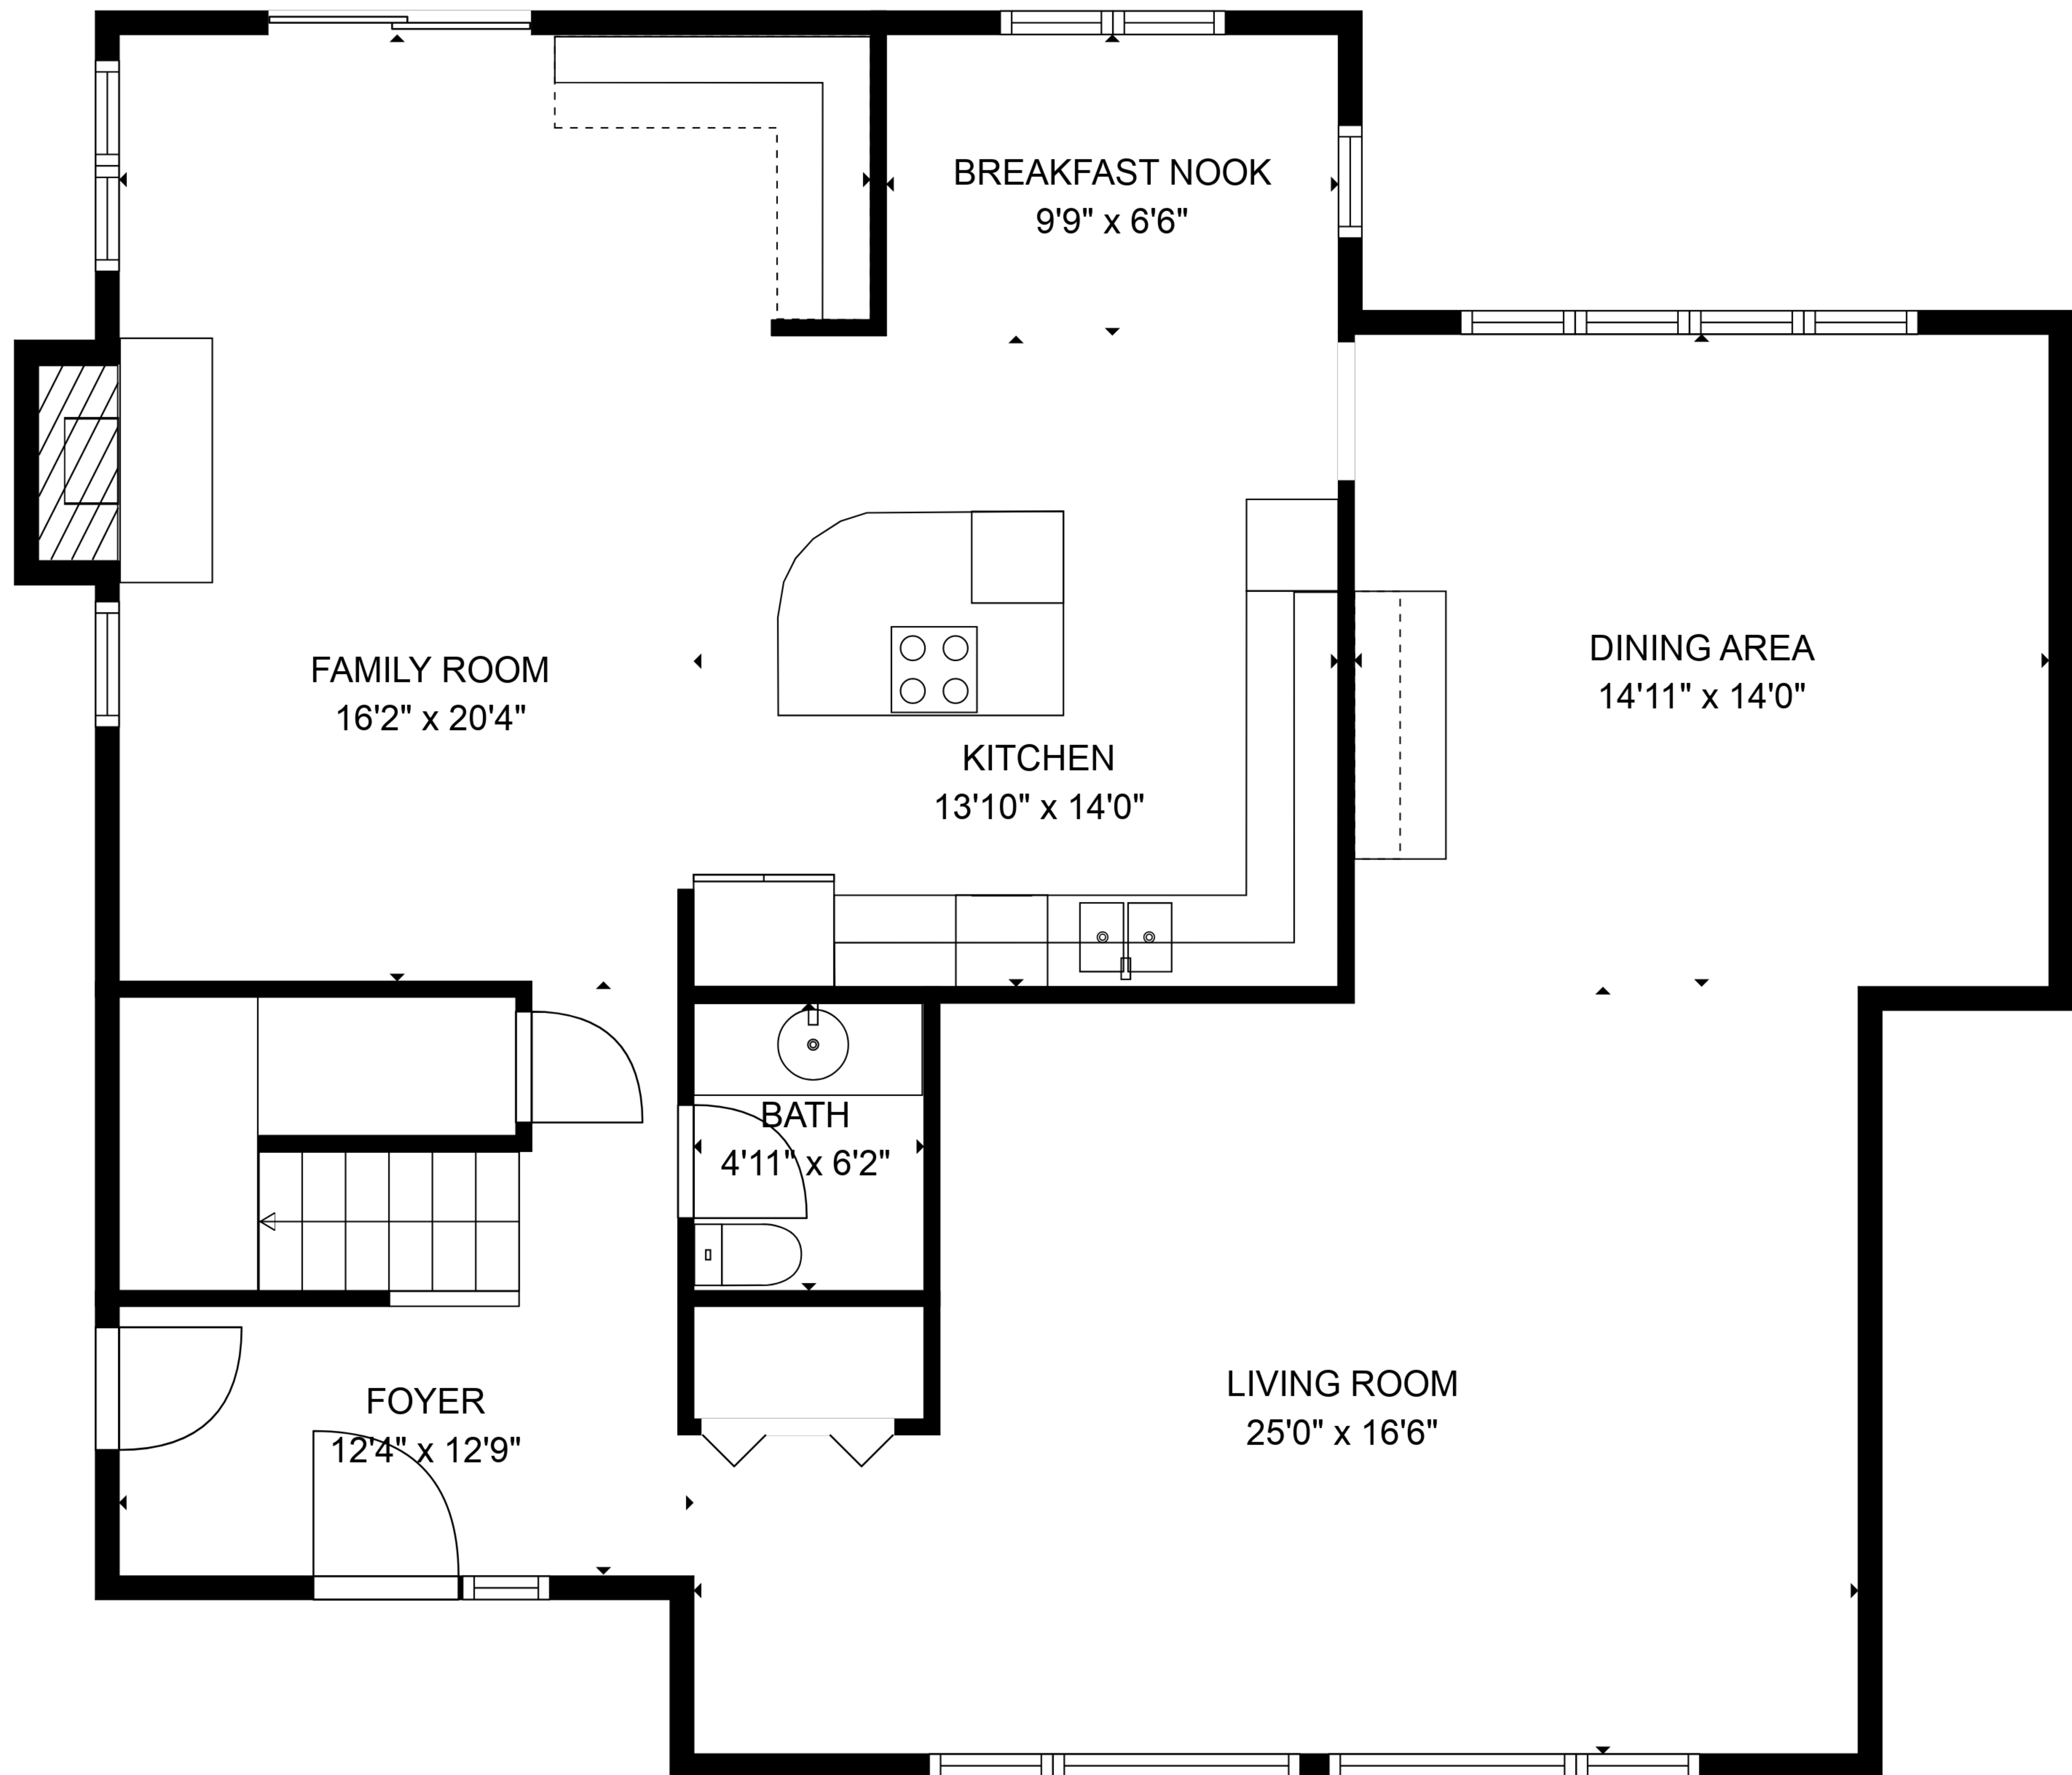 BREAKFAST NOOK
9'9" x 6'6"
FAMILY ROOM
16'2" x 20'4"
DINING AREA
14'11" x 14'0"
KITCHEN
13'10" x 14'0"
BATH
4'11" x 6'2"
FOYER
12'4" x 12'9"
LIVING ROOM
25'0" x 16'6"